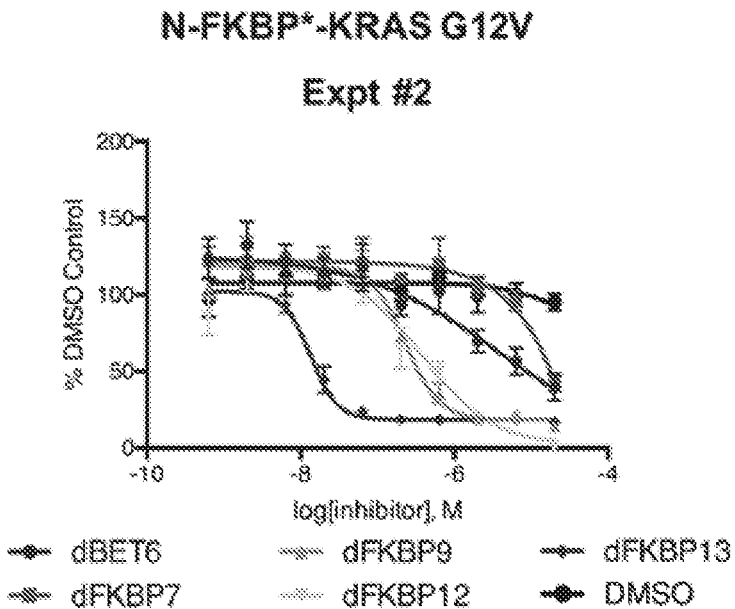 N-FKBP*-KRAS G12V
Expt #2
200
150
100
50
0
% DMSO Control
-10
-8
-6
-4
log[inhibitor], M
dBET6
dFKBP9
dFKBP13
dFKBP7
dFKBP12
DMSO